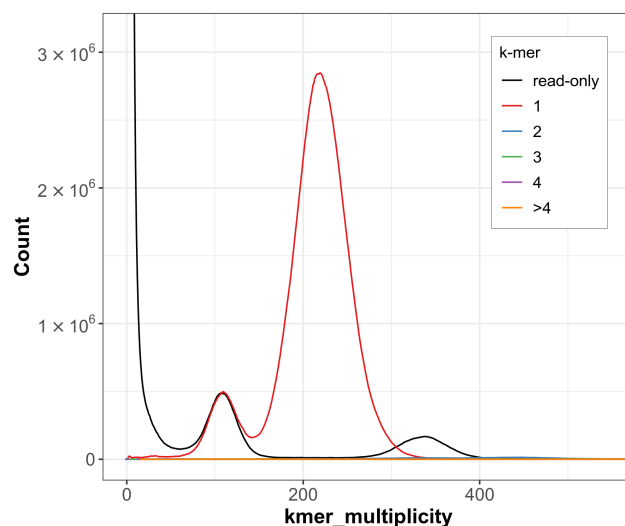 3 × 10⁶
2 × 10⁶
1 × 10⁶
0
Count
0
200
400
kmer_multiplicity
k-mer
read-only
1
2
3
4
>4